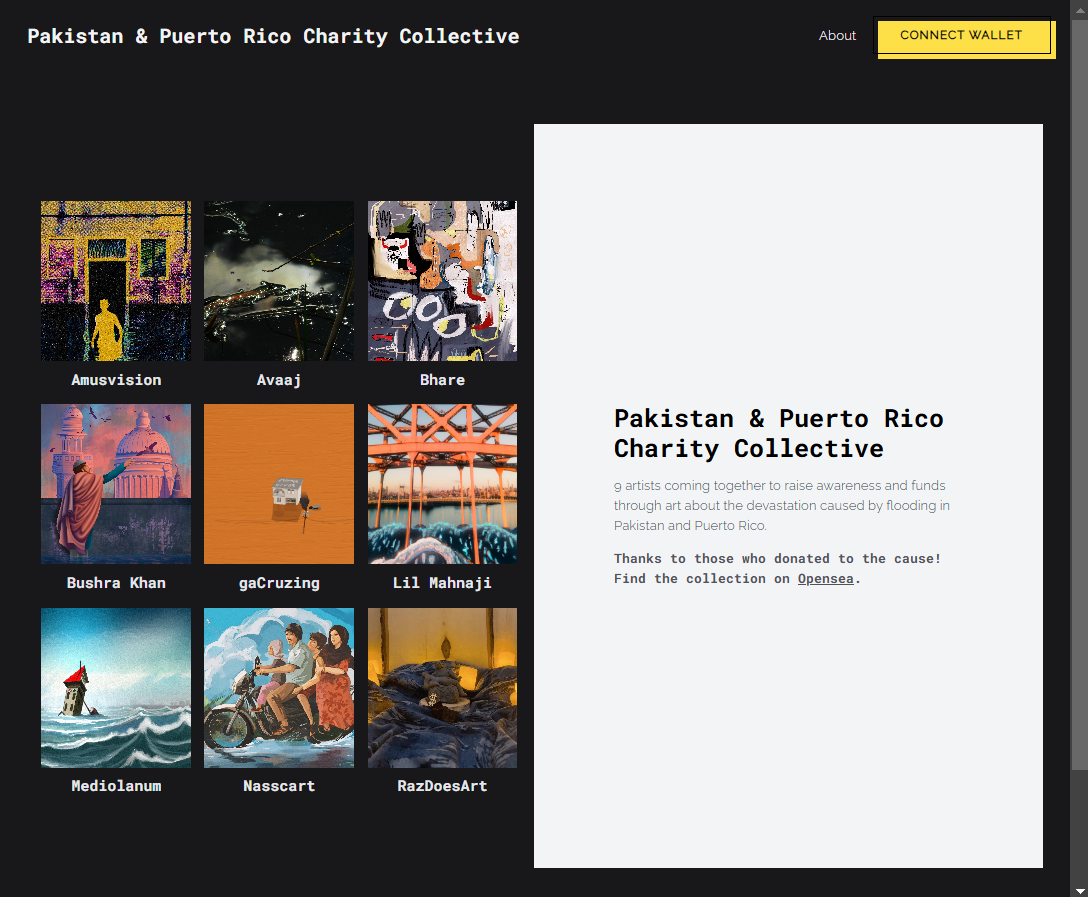 Pakistan & Puerto Rico Charity Collective
About
CONNECT WALLET
Amusvision
Avaaj
Bhare
Bushra Khan
gaCruzing
Lil Mahnaji
Mediolanum
Nasscart
RazDoesArt
Pakistan & Puerto Rico
Charity Collective
9 artists coming together to raise awareness and funds
through art about the devastation caused by flooding in
Pakistan and Puerto Rico.
Thanks to those who donated to the cause!
Find the collection on Opensea.